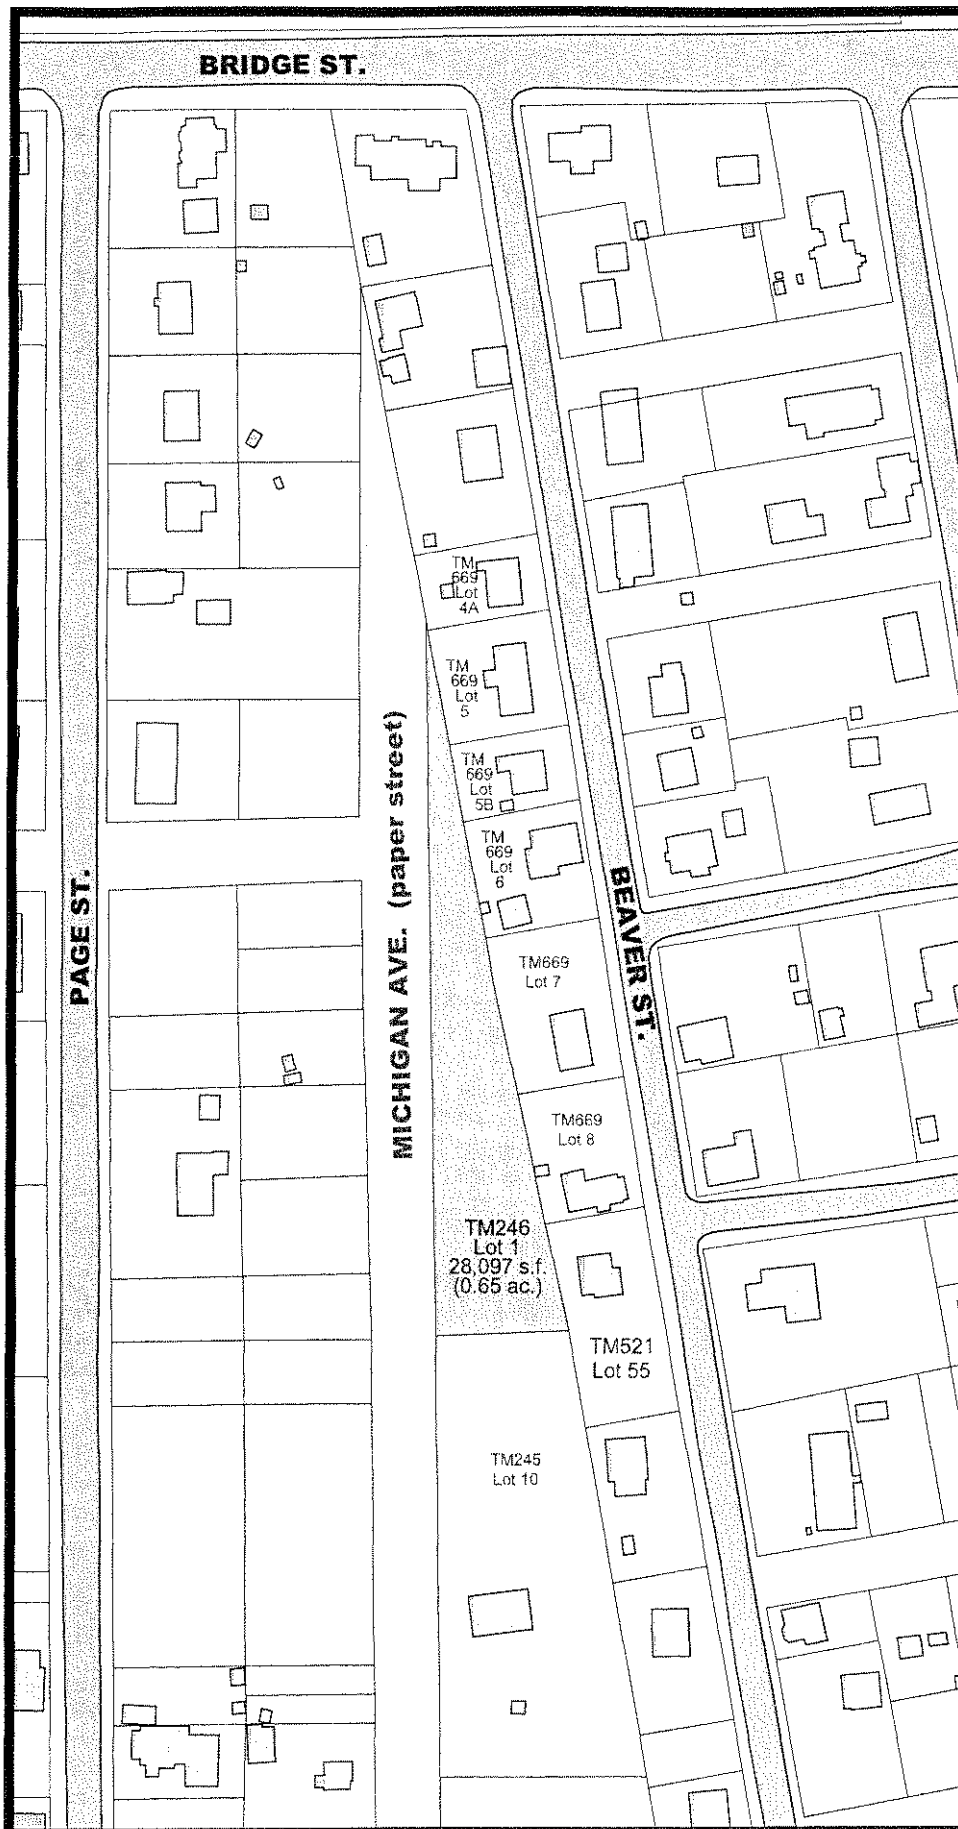 BRIDGE ST.
TM
669
Lot
4A
TM
669
Lot
5
MICHIGAN AVE. (paper street)
TM
669
Lot
5B
TM
669
Lot
6
PAGE ST.
BEAVER ST.
TM669
Lot 7
TM669
Lot 8
TM246
Lot 1
28,097 s.f.
(0.65 ac.)
TM521
Lot 55
TM245
Lot 10